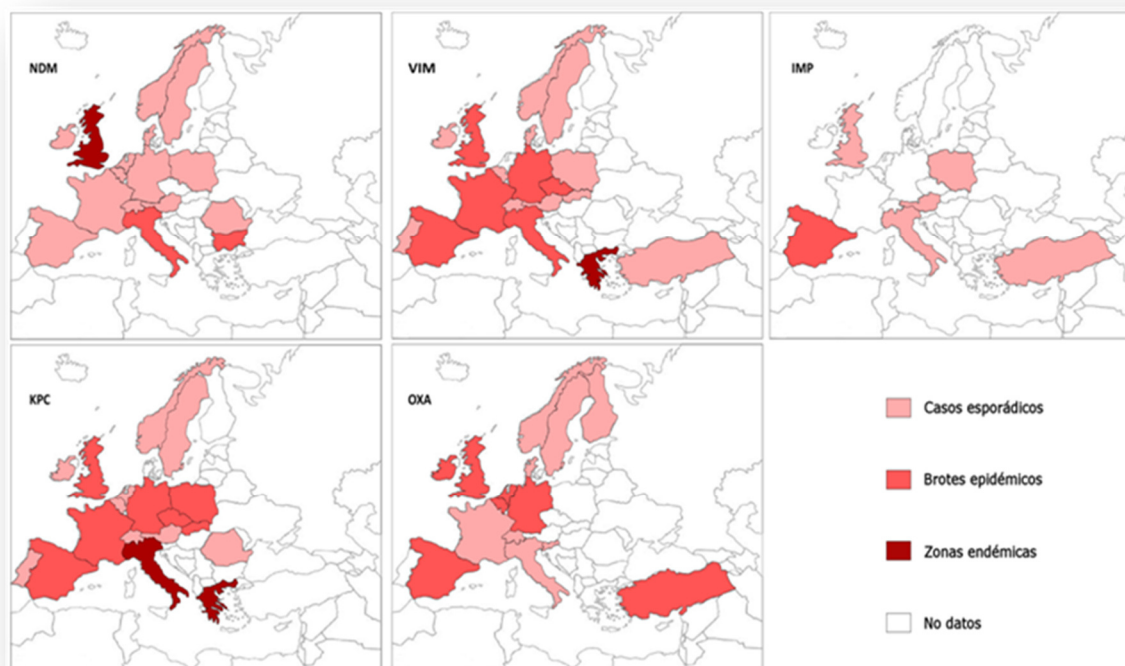 NDM
VIM
IMP
KPC
OXA
Casos esporádicos
Brotes epidémicos
Zonas endémicas
No datos